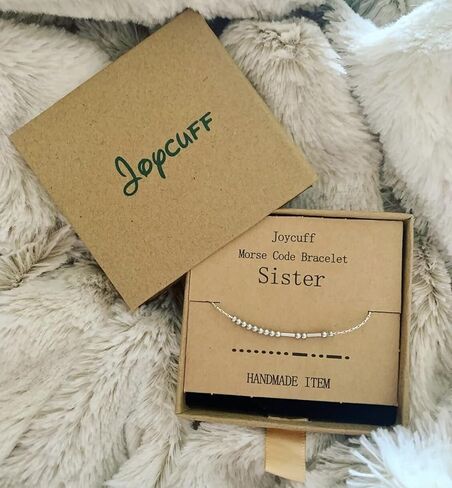 Joycuff
Joycuff
Morse Code Bracelet
Sister
HANDMADE ITEM